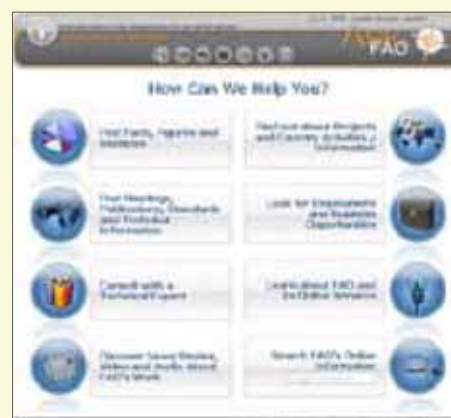 Ask FAO
How Can We Help You?
Find Facts, Figures and
Statistics
Find out about Projects
and Country Activities /
Information
Find Meetings,
Publications, Standards
and Technical
Information
Look for Employment
and Business
Opportunities
Consult with a
Technical Expert
Learn about FAO and
its Online Services
Discover News Stories,
Video and Audio About
FAO's Work
Search FAO's Online
Information